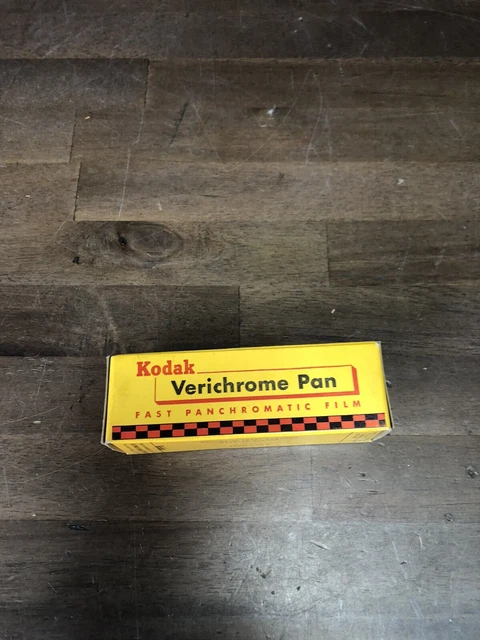 Kodak
Verichrome Pan
FAST PANCHROMATIC FILM